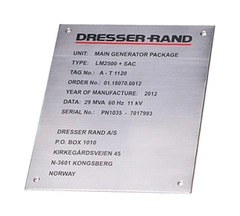 DRESSER-RAND
UNIT: MAIN GENERATOR PACKAGE
TYPE: LM2500 + SAC
TAG No.: A - T 1120
ORDER No. 01.18070.0012
YEAR OF MANUFACTURE: 2012
DATA: 29 MVA 60 Hz 11 kV
SERIAL No.: PN1035 - 7017993
DRESSER RAND A/S
P.O. BOX 1010
KIRKEGÅRDSVEIEN 45
N-3601 KONGSBERG
NORWAY